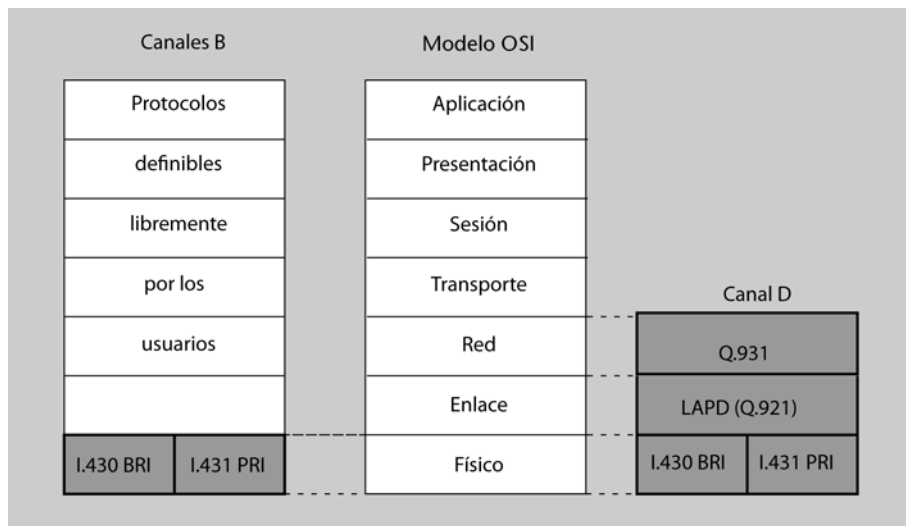 Canales B
Modelo OSI
Protocolos
definibles
libremente
por los
usuarios
I.430 BRI
I.431 PRI
Aplicación
Presentación
Sesión
Transporte
Red
Enlace
Físico
Canal D
Q.931
LAPD (Q.921)
I.430 BRI
I.431 PRI